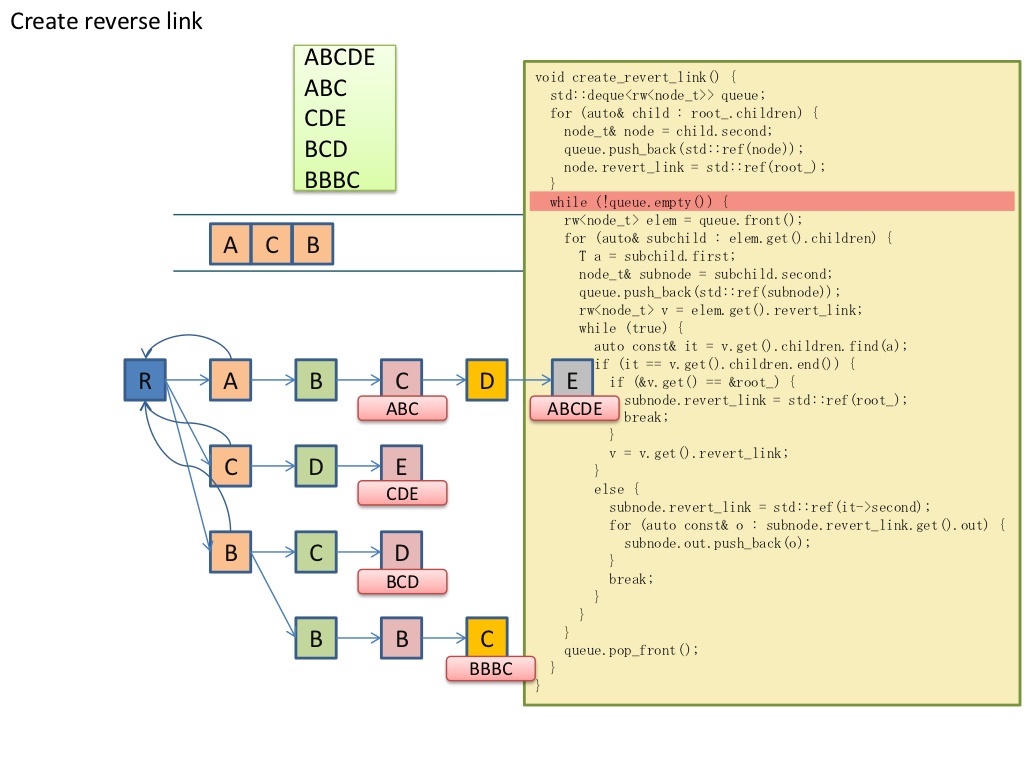 Create reverse link
ABCDE
ABC
CDE
BCD
BBBC
A C B
R A B C D E
ABC ABCDE
C D E
CDE
B C D
BCD
B B C
BBBC
void create_revert_link() {
std::deque<rw<node_t>> queue;
for (auto& child : root_.children) {
node_t& node = child.second;
queue.push_back(std::ref(node));
node.revert_link = std::ref(root_);
}
while (!queue.empty()) {
rw<node_t> elem = queue.front();
for (auto& subchild : elem.get().children) {
T a = subchild.first;
node_t& subnode = subchild.second;
queue.push_back(std::ref(subnode));
rw<node_t> v = elem.get().revert_link;
while (true) {
auto const& it = v.get().children.find(a);
if (it == v.get().children.end()) {
if (&v.get() == &root_) {
subnode.revert_link = std::ref(root_);
break;
}
v = v.get().revert_link;
}
else {
subnode.revert_link = std::ref(it->second);
for (auto const& o : subnode.revert_link.get().out) {
subnode.out.push_back(o);
}
break;
}
}
}
queue.pop_front();
}
}